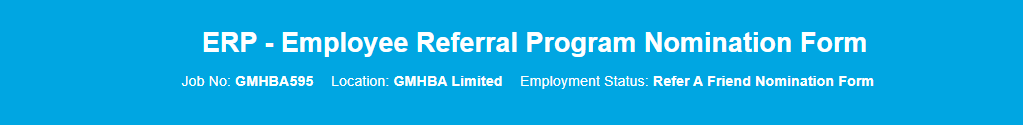 ERP - Employee Referral Program Nomination Form
Job No: GMHBA595 Location: GMHBA Limited Employment Status: Refer A Friend Nomination Form